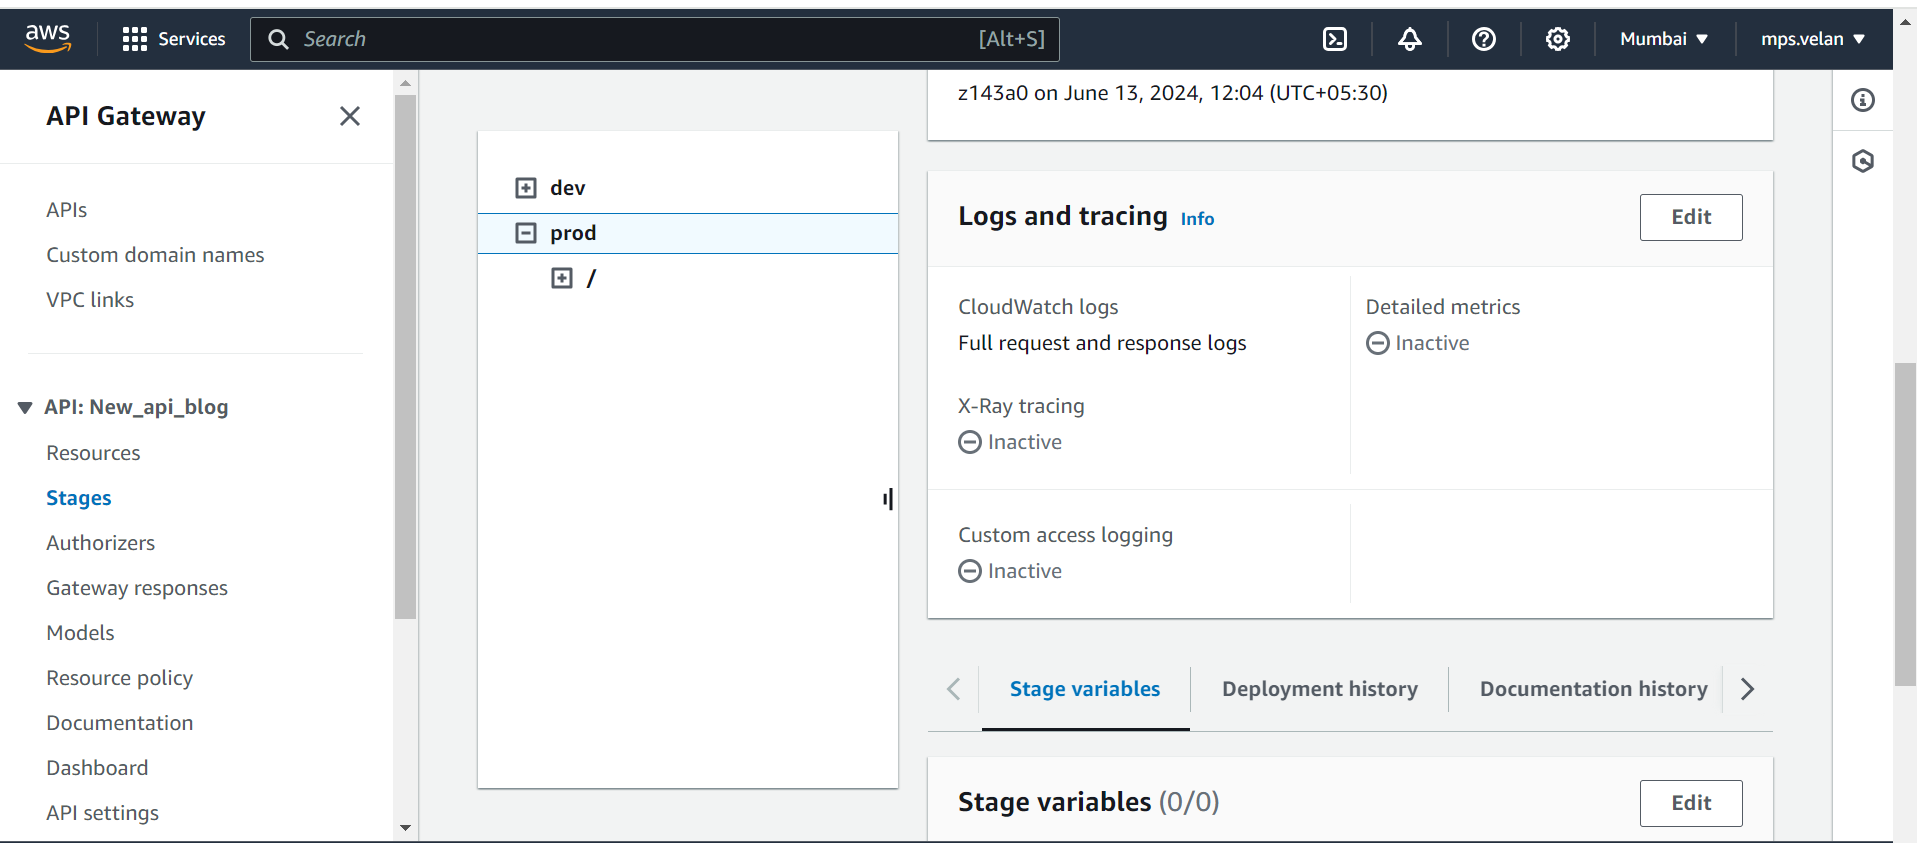 aws
Services
Search
[Alt+S]
Mumbai ▼
mps.velan ▼
API Gateway
APIs
Custom domain names
VPC links
API: New_api_blog
Resources
Stages
Authorizers
Gateway responses
Models
Resource policy
Documentation
Dashboard
API settings
dev
prod
/
z143a0 on June 13, 2024, 12:04 (UTC+05:30)
Logs and tracing Info
Edit
CloudWatch logs
Full request and response logs
Detailed metrics
Inactive
X-Ray tracing
Inactive
Custom access logging
Inactive
Stage variables
Deployment history
Documentation history
Stage variables (0/0)
Edit